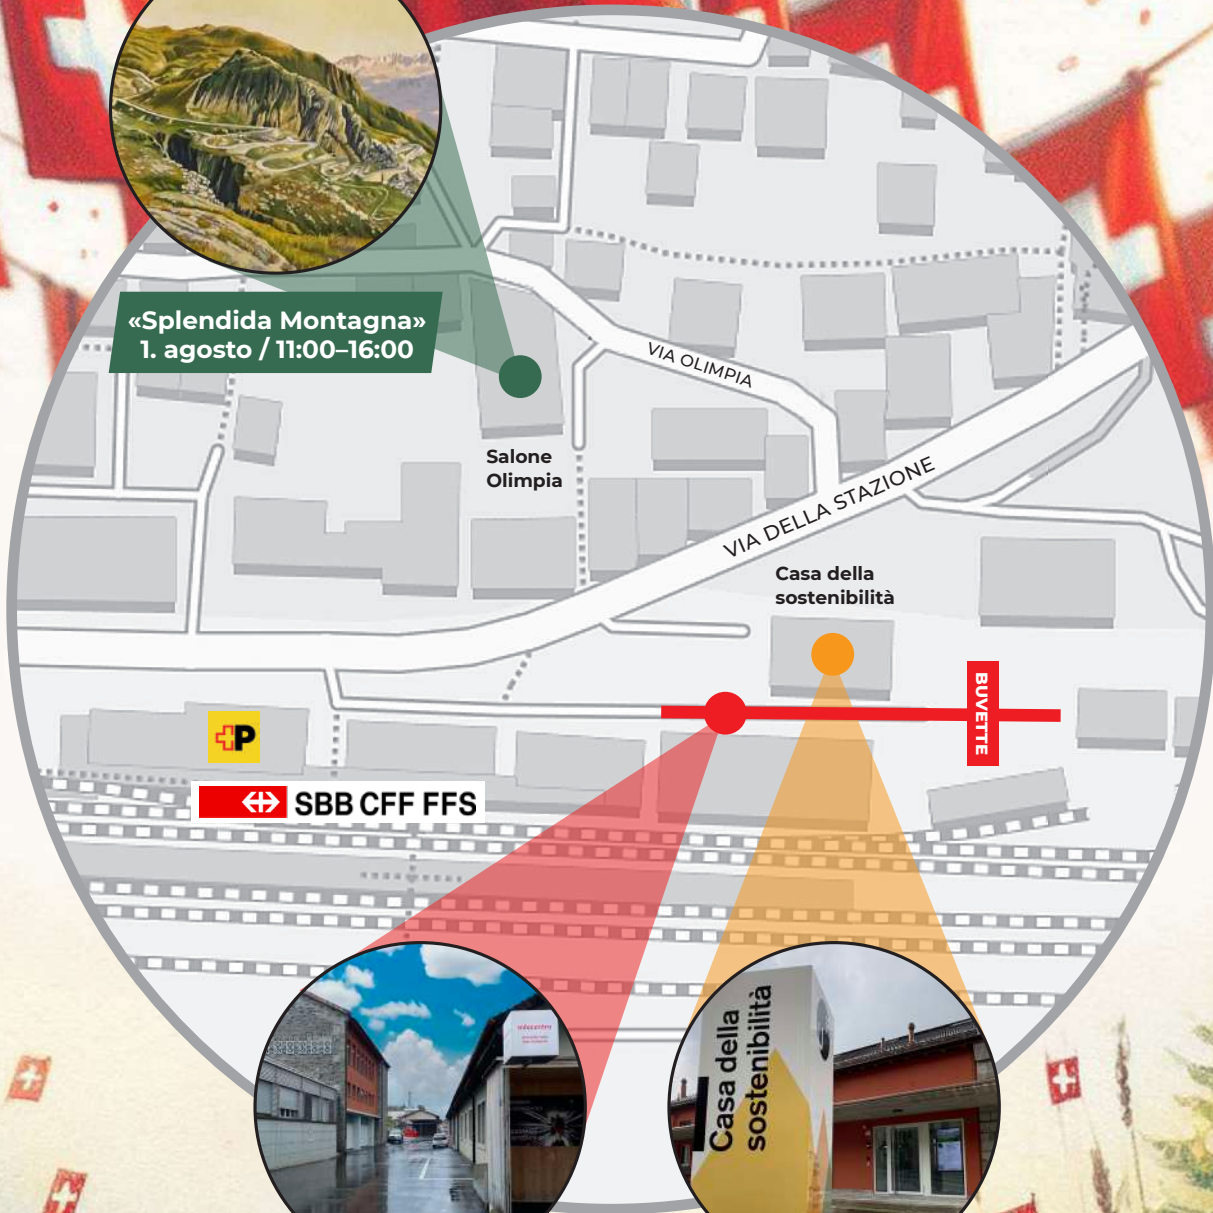 «Splendida Montagna»
1. agosto / 11:00–16:00
VIA OLIMPIA
Salone
Olimpia
VIA DELLA STAZIONE
Casa della
sostenibilità
BUVETTE
P
SBB CFF FFS
infocentro
Casa della
sostenibilità